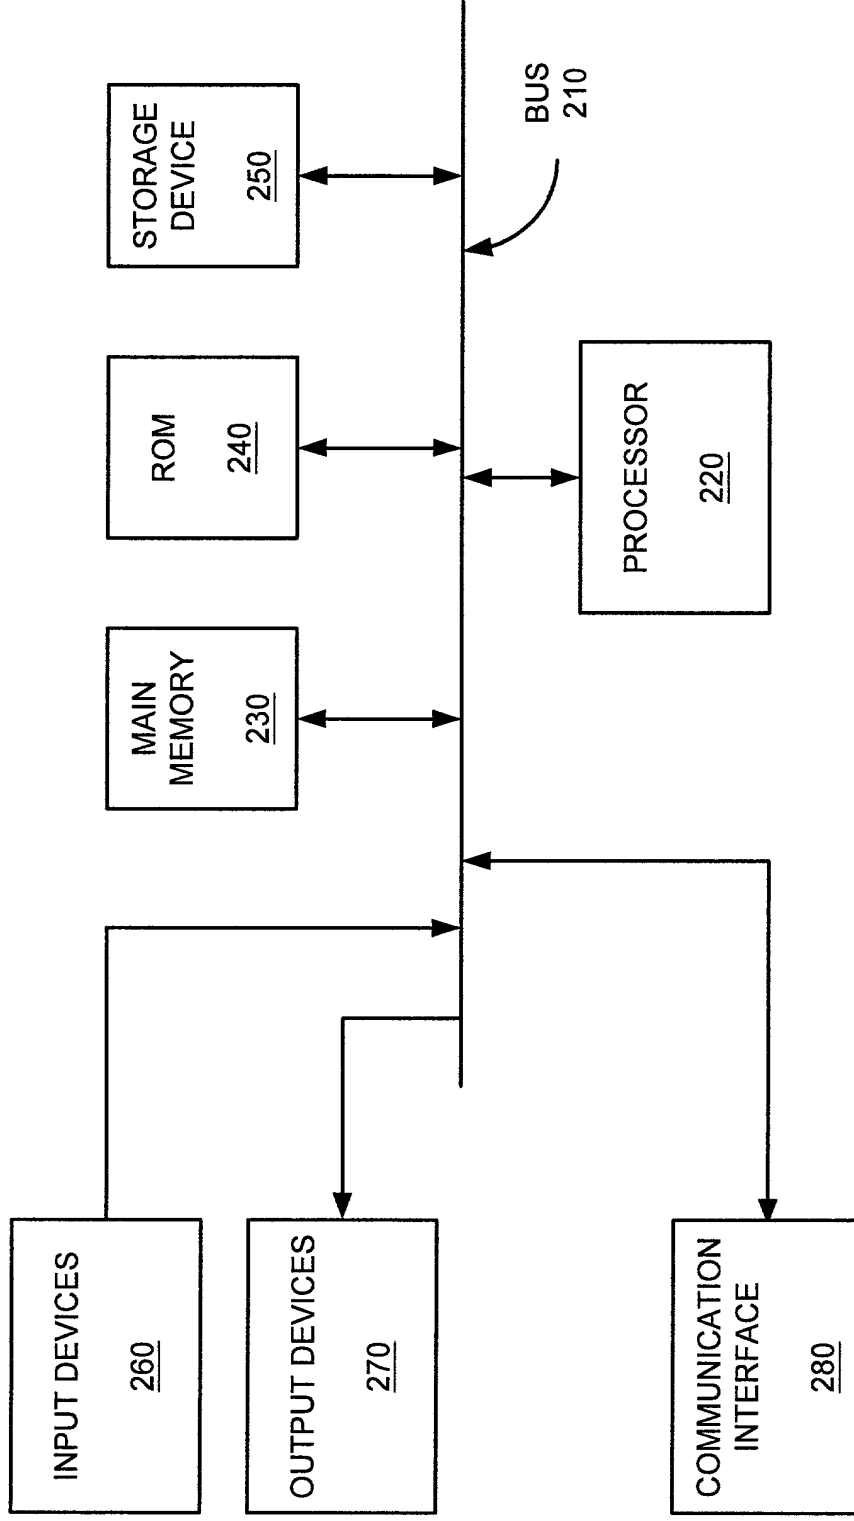 INPUT DEVICES
260
OUTPUT DEVICES
270
COMMUNICATION
INTERFACE
280
MAIN
MEMORY
230
ROM
240
STORAGE
DEVICE
250
PROCESSOR
220
BUS
210